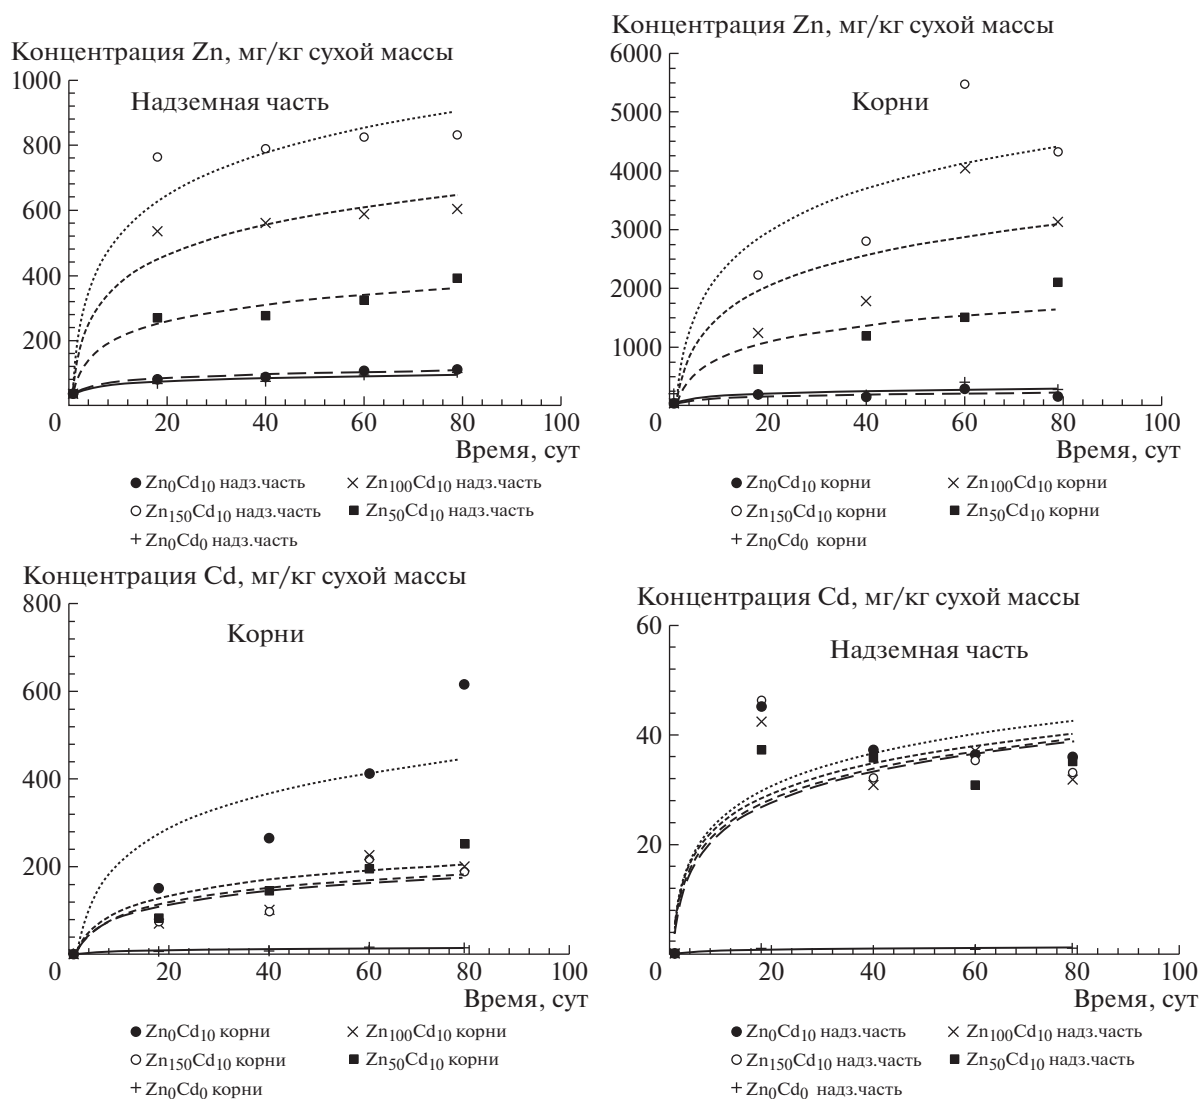 Концентрация Zn, мг/кг сухой массы
1000
800
600
400
200
0
20
40
60
80
100
Надземная часть
Время, сут
Zn0Cd10 надз.часть
Zn100Cd10 надз.часть
Zn150Cd10 надз.часть
Zn50Cd10 надз.часть
Zn0Cd0 надз.часть
Концентрация Zn, мг/кг сухой массы
6000
5000
4000
3000
2000
1000
0
20
40
60
80
100
Корни
Время, сут
Zn0Cd10 корни
Zn100Cd10 корни
Zn150Cd10 корни
Zn50Cd10 корни
Zn0Cd0 корни
Концентрация Cd, мг/кг сухой массы
800
600
400
200
0
20
40
60
80
100
Корни
Время, сут
Zn0Cd10 корни
Zn100Cd10 корни
Zn150Cd10 корни
Zn50Cd10 корни
Zn0Cd0 корни
Концентрация Cd, мг/кг сухой массы
60
40
20
0
20
40
60
80
100
Надземная часть
Время, сут
Zn0Cd10 надз.часть
Zn100Cd10 надз.часть
Zn150Cd10 надз.часть
Zn50Cd10 надз.часть
Zn0Cd0 надз.часть